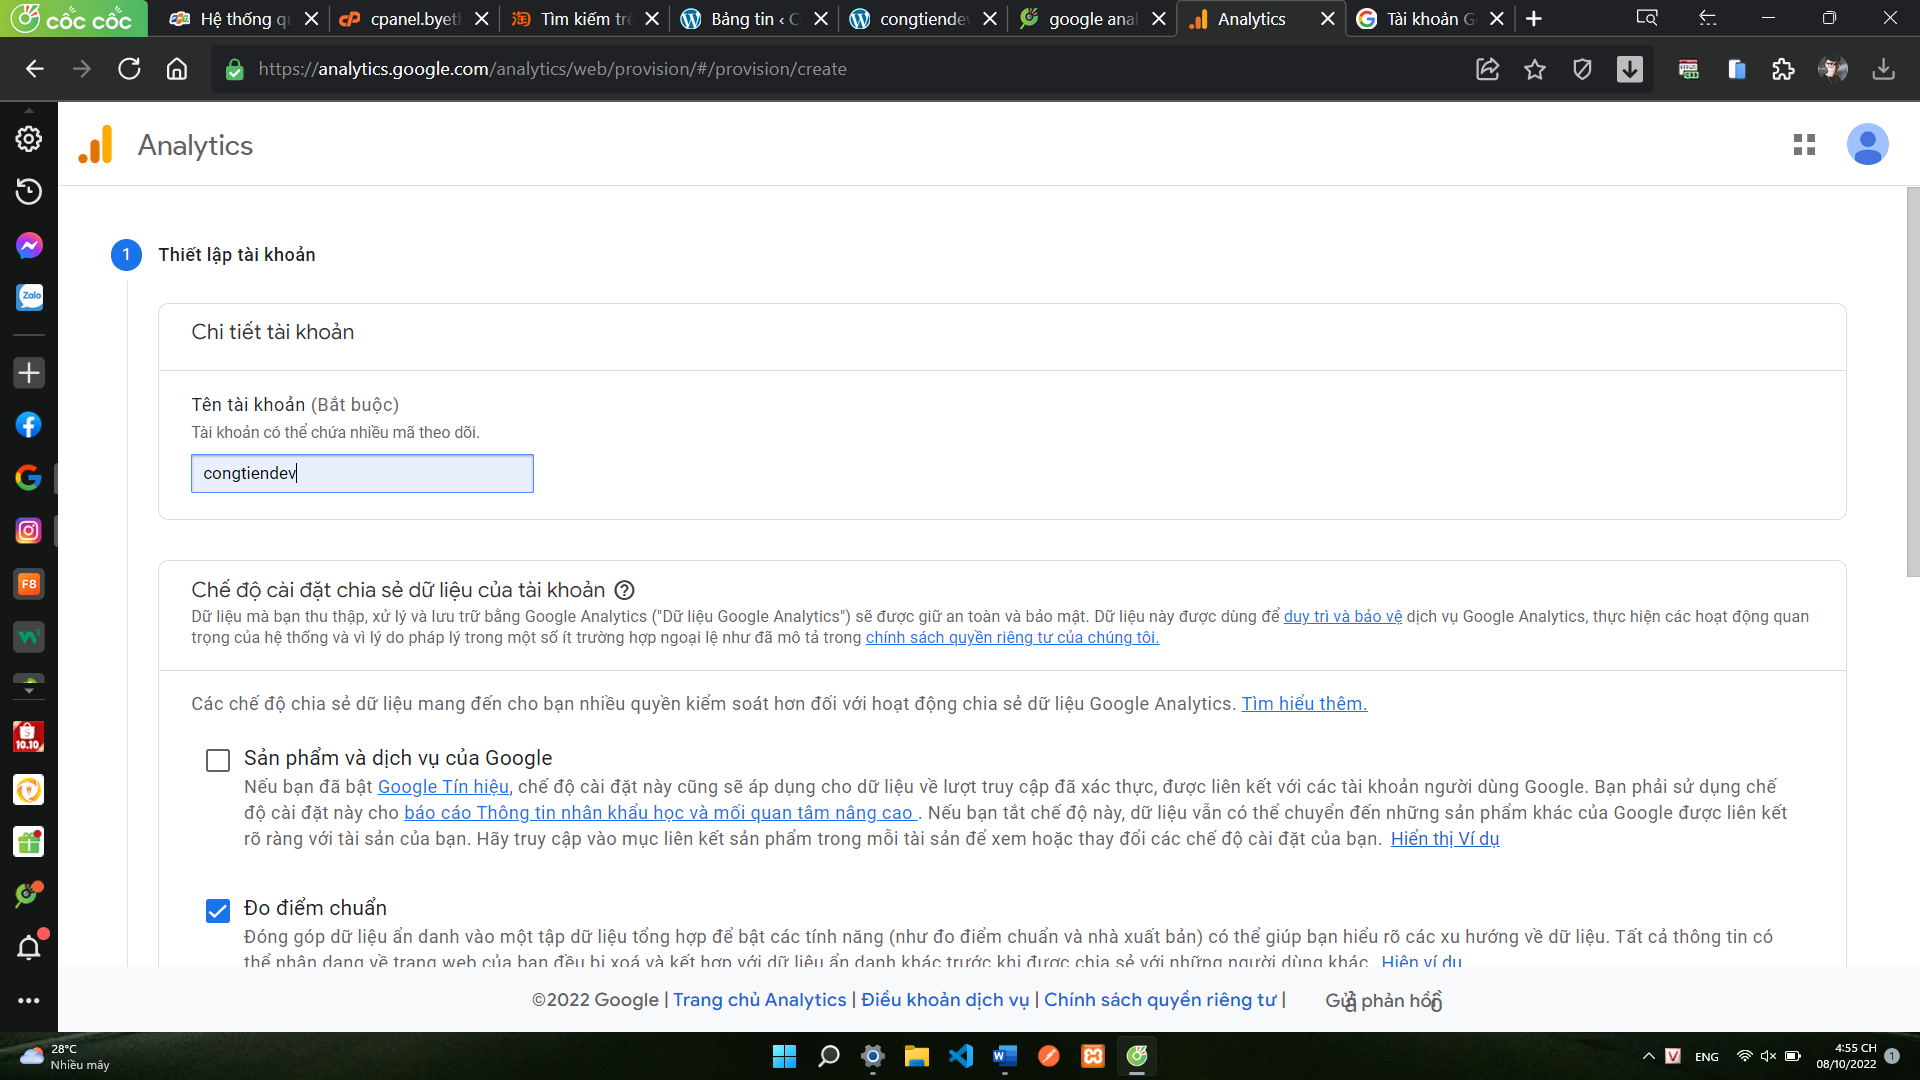 cốc cốc
Hệ thống q
cpanel.byet
Tìm kiếm tr
Bảng tin ‹ C
congtiende
google anal
Analytics
Tài khoản G
https://analytics.google.com/analytics/web/provision/#/provision/create
Analytics
1 Thiết lập tài khoản
Chi tiết tài khoản
Tên tài khoản (Bắt buộc)
Tài khoản có thể chứa nhiều mã theo dõi.
congtiendev
Chế độ cài đặt chia sẻ dữ liệu của tài khoản
Dữ liệu mà bạn thu thập, xử lý và lưu trữ bằng Google Analytics ("Dữ liệu Google Analytics") sẽ được giữ an toàn và bảo mật. Dữ liệu này được dùng để duy trì và bảo vệ dịch vụ Google Analytics, thực hiện các hoạt động quan
trọng của hệ thống và vì lý do pháp lý trong một số ít trường hợp ngoại lệ như đã mô tả trong chính sách quyền riêng tư của chúng tôi.
Các chế độ chia sẻ dữ liệu mang đến cho bạn nhiều quyền kiểm soát hơn đối với hoạt động chia sẻ dữ liệu Google Analytics. Tìm hiểu thêm.
Sản phẩm và dịch vụ của Google
Nếu bạn đã bật Google Tín hiệu, chế độ cài đặt này cũng sẽ áp dụng cho dữ liệu về lượt truy cập đã xác thực, được liên kết với các tài khoản người dùng Google. Bạn phải sử dụng chế
độ cài đặt này cho báo cáo Thông tin nhân khẩu học và mối quan tâm nâng cao . Nếu bạn tắt chế độ này, dữ liệu vẫn có thể chuyển đến những sản phẩm khác của Google được liên kết
rõ ràng với tài sản của bạn. Hãy truy cập vào mục liên kết sản phẩm trong mỗi tài sản để xem hoặc thay đổi các chế độ cài đặt của bạn. Hiển thị Ví dụ
Đo điểm chuẩn
Đóng góp dữ liệu ẩn danh vào một tập dữ liệu tổng hợp để bật các tính năng (như đo điểm chuẩn và nhà xuất bản) có thể giúp bạn hiểu rõ các xu hướng về dữ liệu. Tất cả thông tin có
thể nhận dạng về trang web của bạn đều bị xoá và kết hợp với dữ liệu ẩn danh khác trước khi được chia sẻ với những người dùng khác. Hiện ví dụ
©2022 Google | Trang chủ Analytics | Điều khoản dịch vụ | Chính sách quyền riêng tư | Gửi phản hồi
Zalo
F8
10.10
28°C
Nhiều mây
ENG
4:55 CH
08/10/2022
1